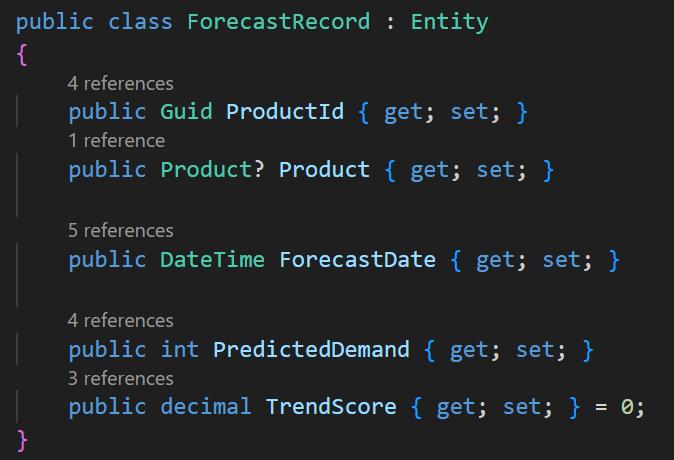 public class ForecastRecord : Entity
{
4 references
public Guid ProductId { get; set; }
1 reference
public Product? Product { get; set; }
5 references
public DateTime ForecastDate { get; set; }
4 references
public int PredictedDemand { get; set; }
3 references
public decimal TrendScore { get; set; } = 0;
}